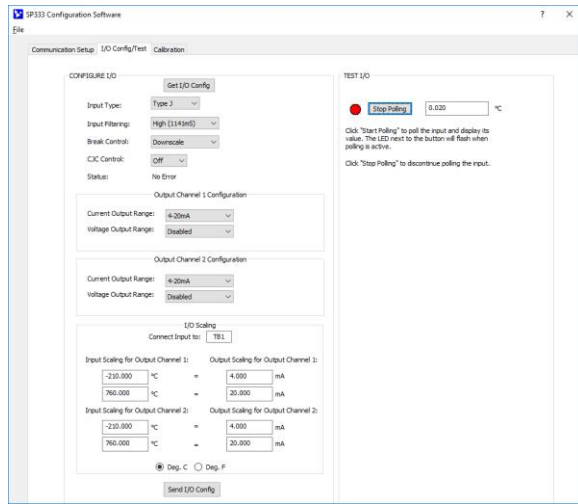 SP333 Configuration Software ? ×
File
Communication Setup I/O Config/Test Calibration
CONFIGURE I/O
Get I/O Config
Input Type: Type J
Input Filtering: High (1141mS)
Break Control: Downscale
CJC Control: Off
Status: No Error
Output Channel 1 Configuration
Current Output Range: 4-20mA
Voltage Output Range: Disabled
Output Channel 2 Configuration
Current Output Range: 4-20mA
Voltage Output Range: Disabled
I/O Scaling
Connect Input to: TB1
Input Scaling for Output Channel 1: Output Scaling for Output Channel 1:
-210.000 °C = 4.000 mA
760.000 °C = 20.000 mA
Input Scaling for Output Channel 2: Output Scaling for Output Channel 2:
-210.000 °C = 4.000 mA
760.000 °C = 20.000 mA
Deg. C Deg. F
Send I/O Config
TEST I/O
Stop Polling 0.020 °C
Click "Start Polling" to poll the input and display its
value. The LED next to the button will flash when
polling is active.
Click "Stop Polling" to discontinue polling the input.